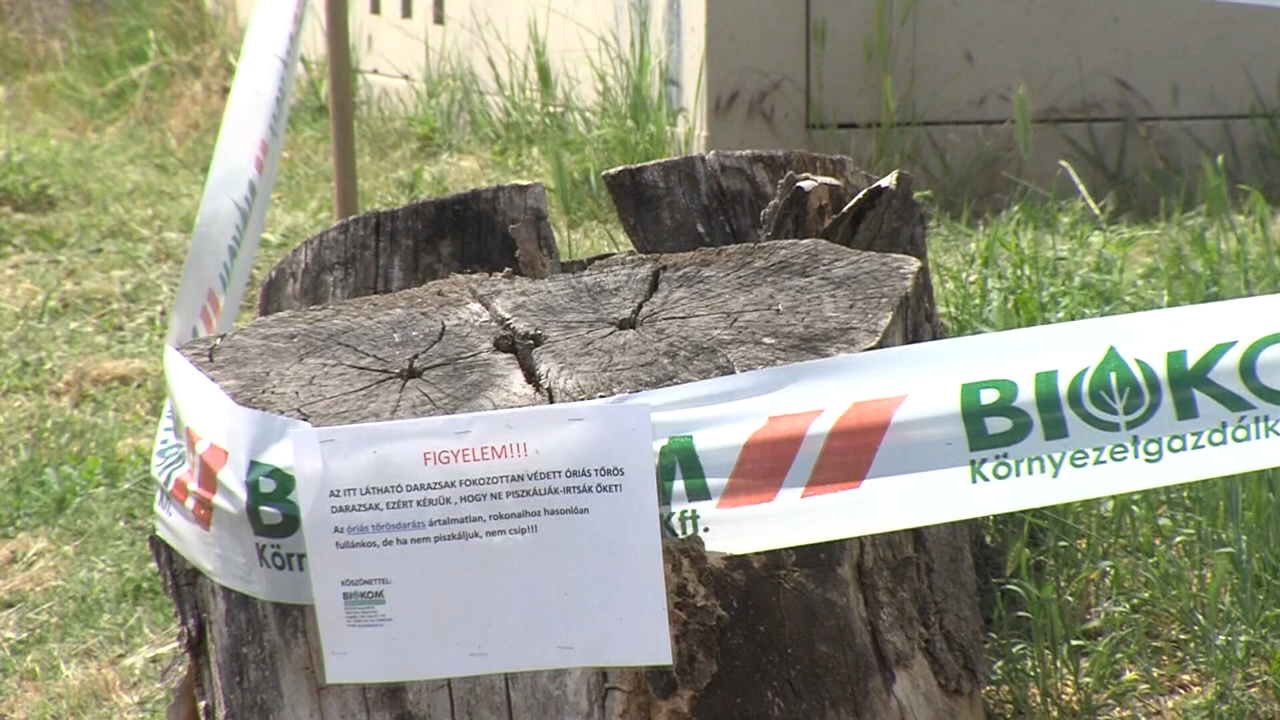 FIGYELEM!!!
AZ ITT LÁTHATÓ DARAZSAK FOKOZOTTAN VÉDETT ÓRIÁS TŐRÖS
DARAZSAK, EZÉRT KÉRJÜK , HOGY NE PISZKÁLJÁK-IRTSÁK ŐKET!
Az óriás tőrösdarázs ártalmatlan, rokonaihoz hasonlóan
fullánkos, de ha nem piszkáljuk, nem csíp!!!
KÖSZÖNETTEL:
BIOKOM
B
Körn
M
Kft.
BIOKO
Környezetgazdálk